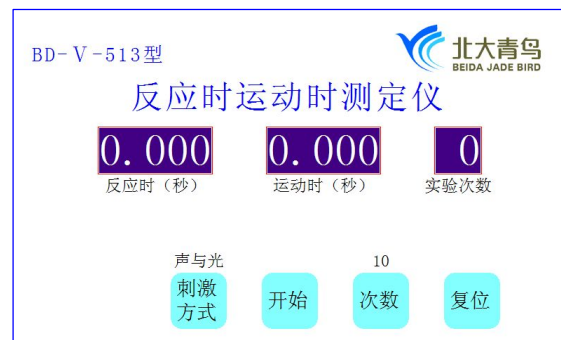 BD-Ⅴ-513型
北大青鸟
BEIDA JADE BIRD
反应时运动时测定仪
0.000 0.000 0
反应时（秒） 运动时（秒） 实验次数
声与光 10
刺激方式 开始 次数 复位